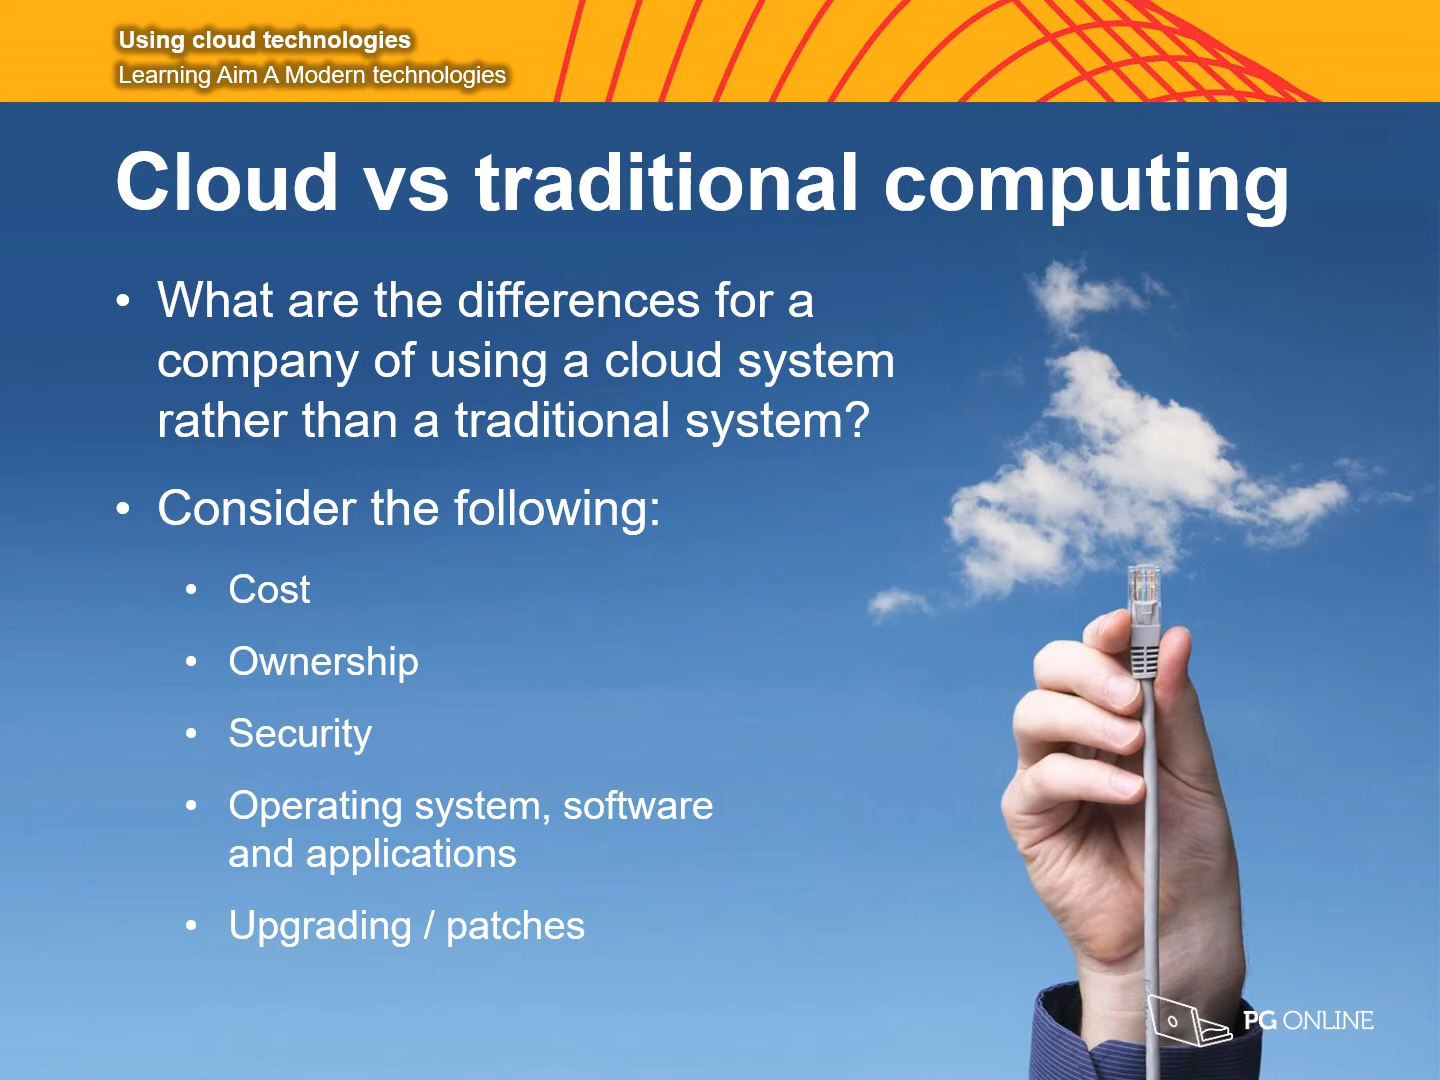 Using cloud technologies
Learning Aim A Modern technologies
Cloud vs traditional computing
• What are the differences for a
company of using a cloud system
rather than a traditional system?
• Consider the following:
• Cost
• Ownership
• Security
• Operating system, software
and applications
• Upgrading / patches
PG ONLINE